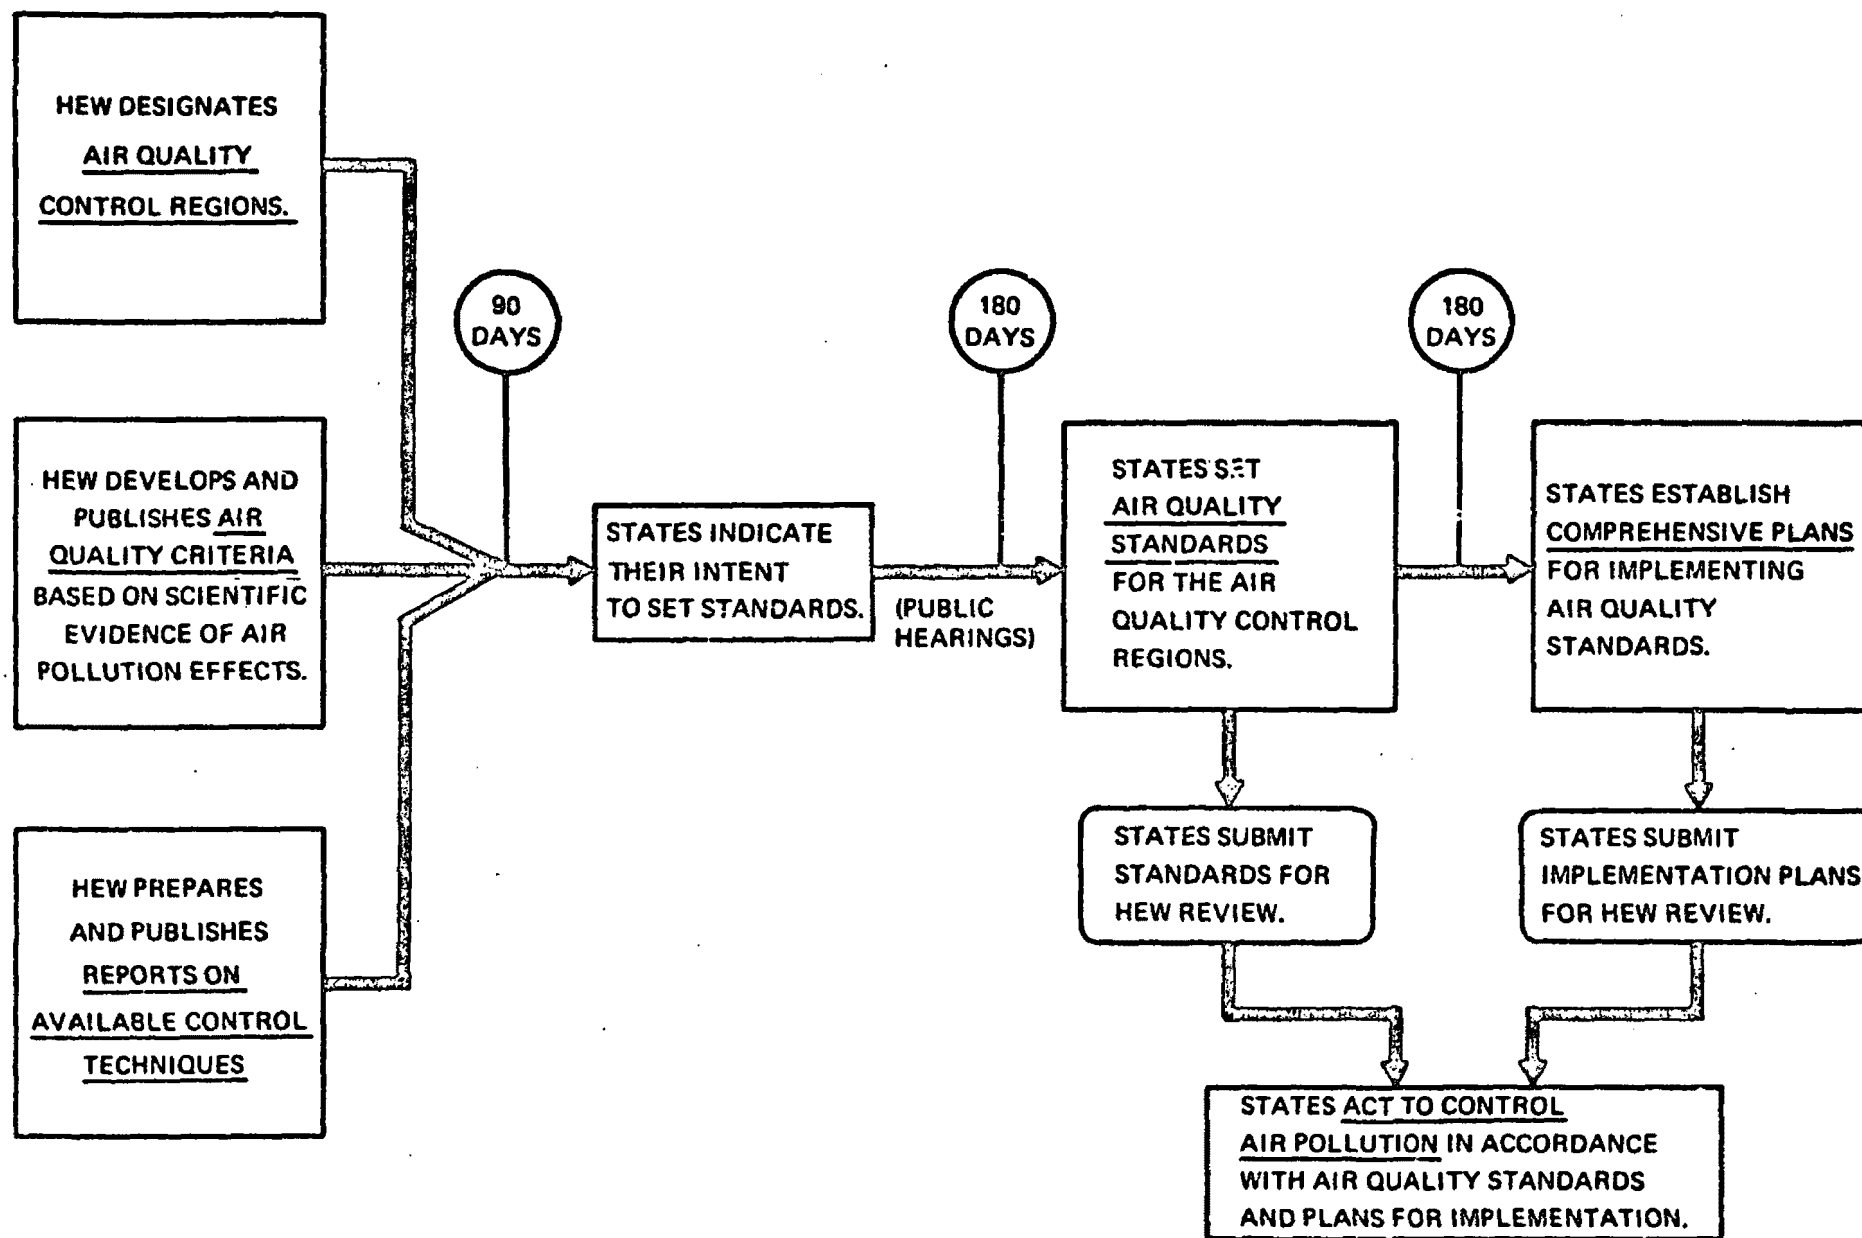 HEW DESIGNATES
AIR QUALITY
CONTROL REGIONS.
HEW DEVELOPS AND
PUBLISHES AIR
QUALITY CRITERIA
BASED ON SCIENTIFIC
EVIDENCE OF AIR
POLLUTION EFFECTS.
HEW PREPARES
AND PUBLISHES
REPORTS ON
AVAILABLE CONTROL
TECHNIQUES
90
DAYS
STATES INDICATE
THEIR INTENT
TO SET STANDARDS.
180
DAYS
(PUBLIC
HEARINGS)
STATES SET
AIR QUALITY
STANDARDS
FOR THE AIR
QUALITY CONTROL
REGIONS.
180
DAYS
STATES ESTABLISH
COMPREHENSIVE PLANS
FOR IMPLEMENTING
AIR QUALITY
STANDARDS.
STATES SUBMIT
STANDARDS FOR
HEW REVIEW.
STATES SUBMIT
IMPLEMENTATION PLANS
FOR HEW REVIEW.
STATES ACT TO CONTROL
AIR POLLUTION IN ACCORDANCE
WITH AIR QUALITY STANDARDS
AND PLANS FOR IMPLEMENTATION.